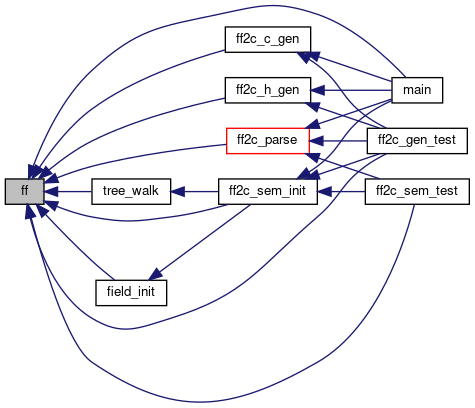 ff2c_c_gen
ff2c_h_gen
main
ff2c_parse
ff2c_gen_test
ff
tree_walk
ff2c_sem_init
ff2c_sem_test
field_init